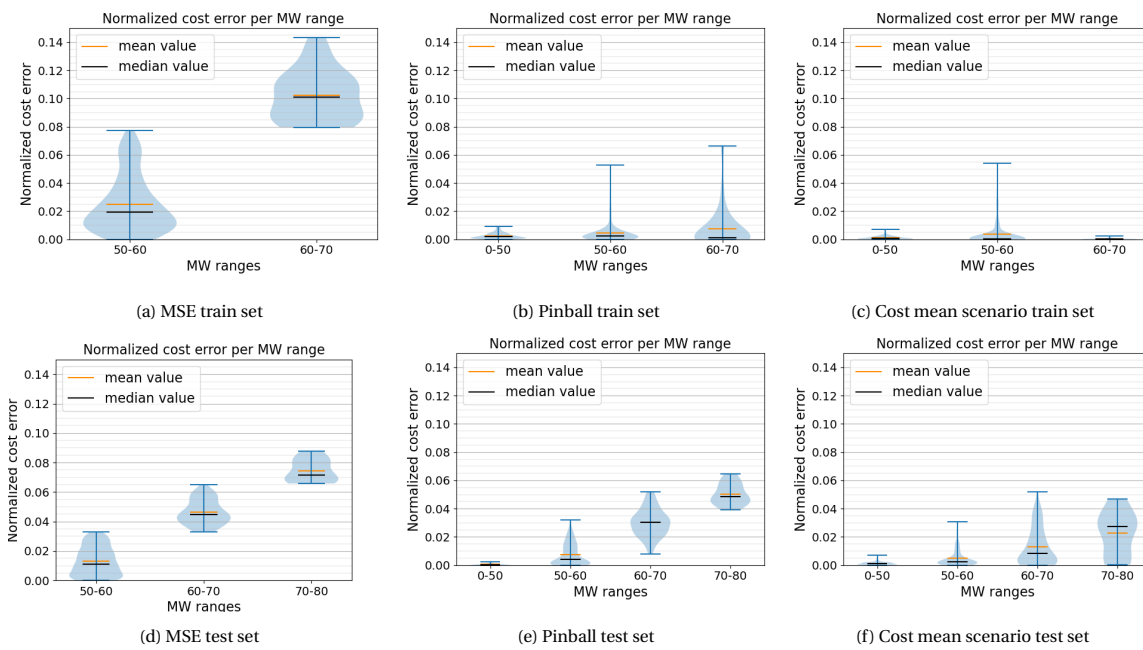 Normalized cost error per MW range
Normalized cost error
0.14
0.12
0.10
0.08
0.06
0.04
0.02
0.00
mean value
median value
50-60
60-70
MW ranges
(a) MSE train set
Normalized cost error per MW range
Normalized cost error
0.14
0.12
0.10
0.08
0.06
0.04
0.02
0.00
mean value
median value
0-50
50-60
60-70
MW ranges
(b) Pinball train set
Normalized cost error per MW range
Normalized cost error
0.14
0.12
0.10
0.08
0.06
0.04
0.02
0.00
mean value
median value
0-50
50-60
60-70
MW ranges
(c) Cost mean scenario train set
Normalized cost error per MW range
Normalized cost error
0.14
0.12
0.10
0.08
0.06
0.04
0.02
0.00
mean value
median value
50-60
60-70
70-80
MW ranges
(d) MSE test set
Normalized cost error per MW range
Normalized cost error
0.14
0.12
0.10
0.08
0.06
0.04
0.02
0.00
mean value
median value
0-50
50-60
60-70
70-80
MW ranges
(e) Pinball test set
Normalized cost error per MW range
Normalized cost error
0.14
0.12
0.10
0.08
0.06
0.04
0.02
0.00
mean value
median value
0-50
50-60
60-70
70-80
MW ranges
(f) Cost mean scenario test set